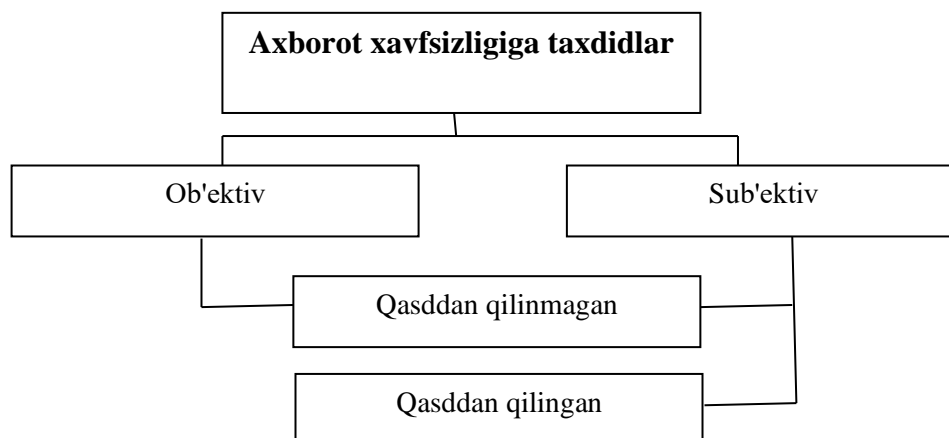 Axborot xavfsizligiga taxdidlar
Ob'ektiv
Sub'ektiv
Qasddan qilinmagan
Qasddan qilingan